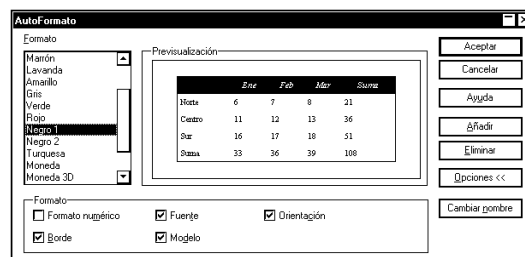 AutoFormato
Formato
Marrón
Lavanda
Amarillo
Gris
Verde
Rojo
Negro 1
Negro 2
Turquesa
Moneda
Moneda 3D
Previsualización
Ene Feb Mar Suma
Norte 6 7 8 21
Centro 11 12 13 36
Sur 16 17 18 51
Suma 33 36 39 108
Aceptar
Cancelar
Ayuda
Añadir
Eliminar
Opciones <<
Cambiar nombre
Formato
Formato numérico Fuente Orientación
Borde Modelo